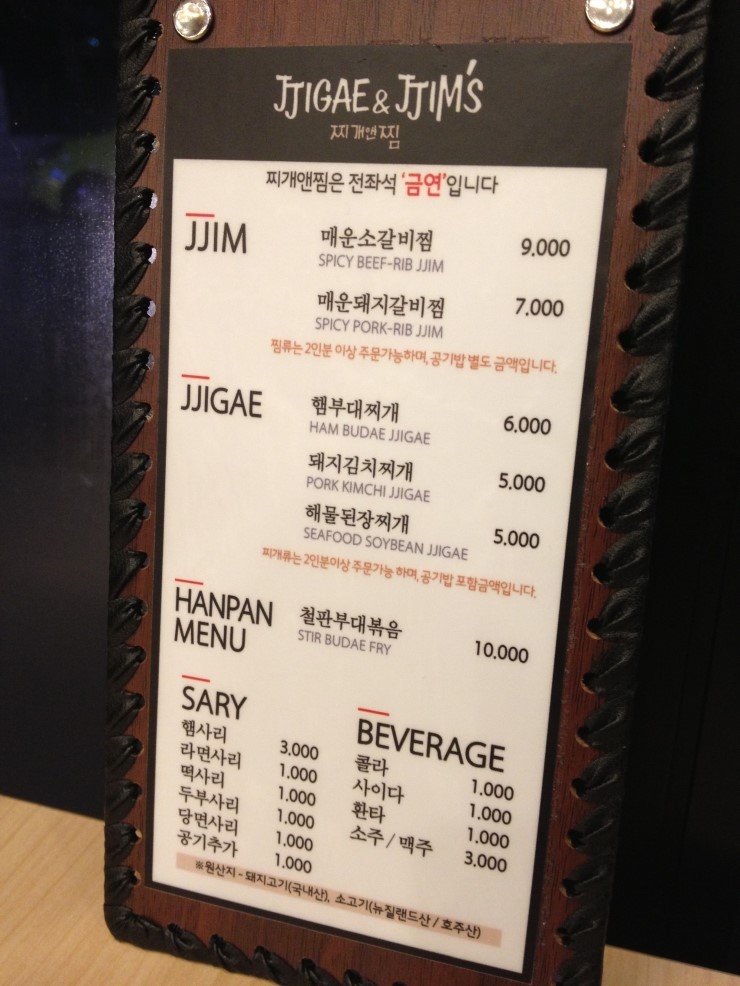 JJIGAE & JJIM'S
찌개앤찜
찌개앤찜은 전좌석 '금연'입니다
JJIM
매운소갈비찜 9,000
SPICY BEEF-RIB JJIM
매운돼지갈비찜 7,000
SPICY PORK-RIB JJIM
찜류는 2인분 이상 주문가능하며, 공기밥 별도 금액입니다.
JJIGAE
햄부대찌개 6,000
HAM BUDAE JJIGAE
돼지김치찌개 5,000
PORK KIMCHI JJIGAE
해물된장찌개 5,000
SEAFOOD SOYBEAN JJIGAE
찌개류는 2인분이상 주문가능 하며, 공기밥 포함금액입니다.
HANPAN
MENU
철판부대볶음 10,000
STIR BUDAE FRY
SARY
햄사리 3,000
라면사리 1,000
떡사리 1,000
두부사리 1,000
당면사리 1,000
공기추가 1,000
BEVERAGE
콜라 1,000
사이다 1,000
환타 1,000
소주 / 맥주 3,000
※원산지 - 돼지고기(국내산), 소고기(뉴질랜드산 / 호주산)